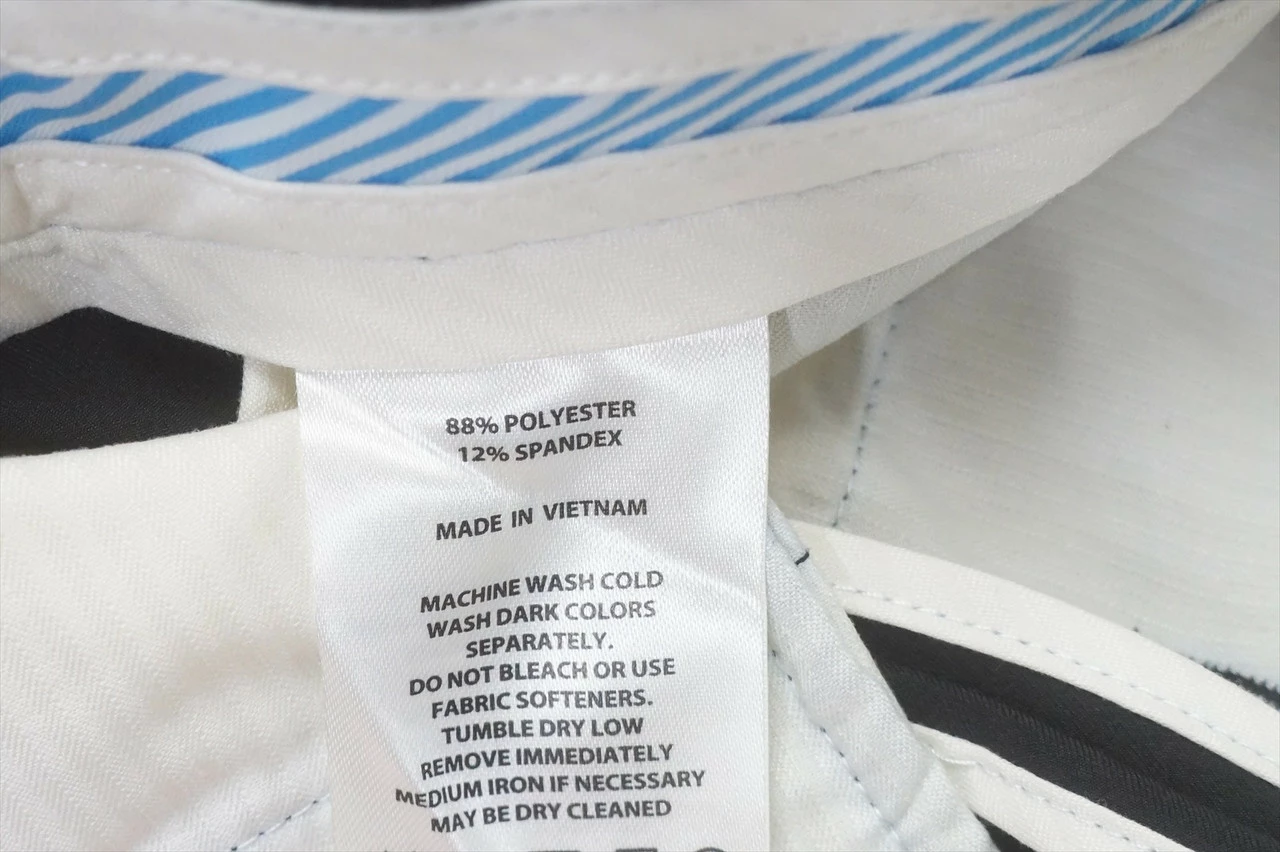 88% POLYESTER
12% SPANDEX
MADE IN VIETNAM
MACHINE WASH COLD
WASH DARK COLORS
SEPARATELY.
DO NOT BLEACH OR USE
FABRIC SOFTENERS.
TUMBLE DRY LOW
REMOVE IMMEDIATELY
MEDIUM IRON IF NECESSARY
MAY BE DRY CLEANED